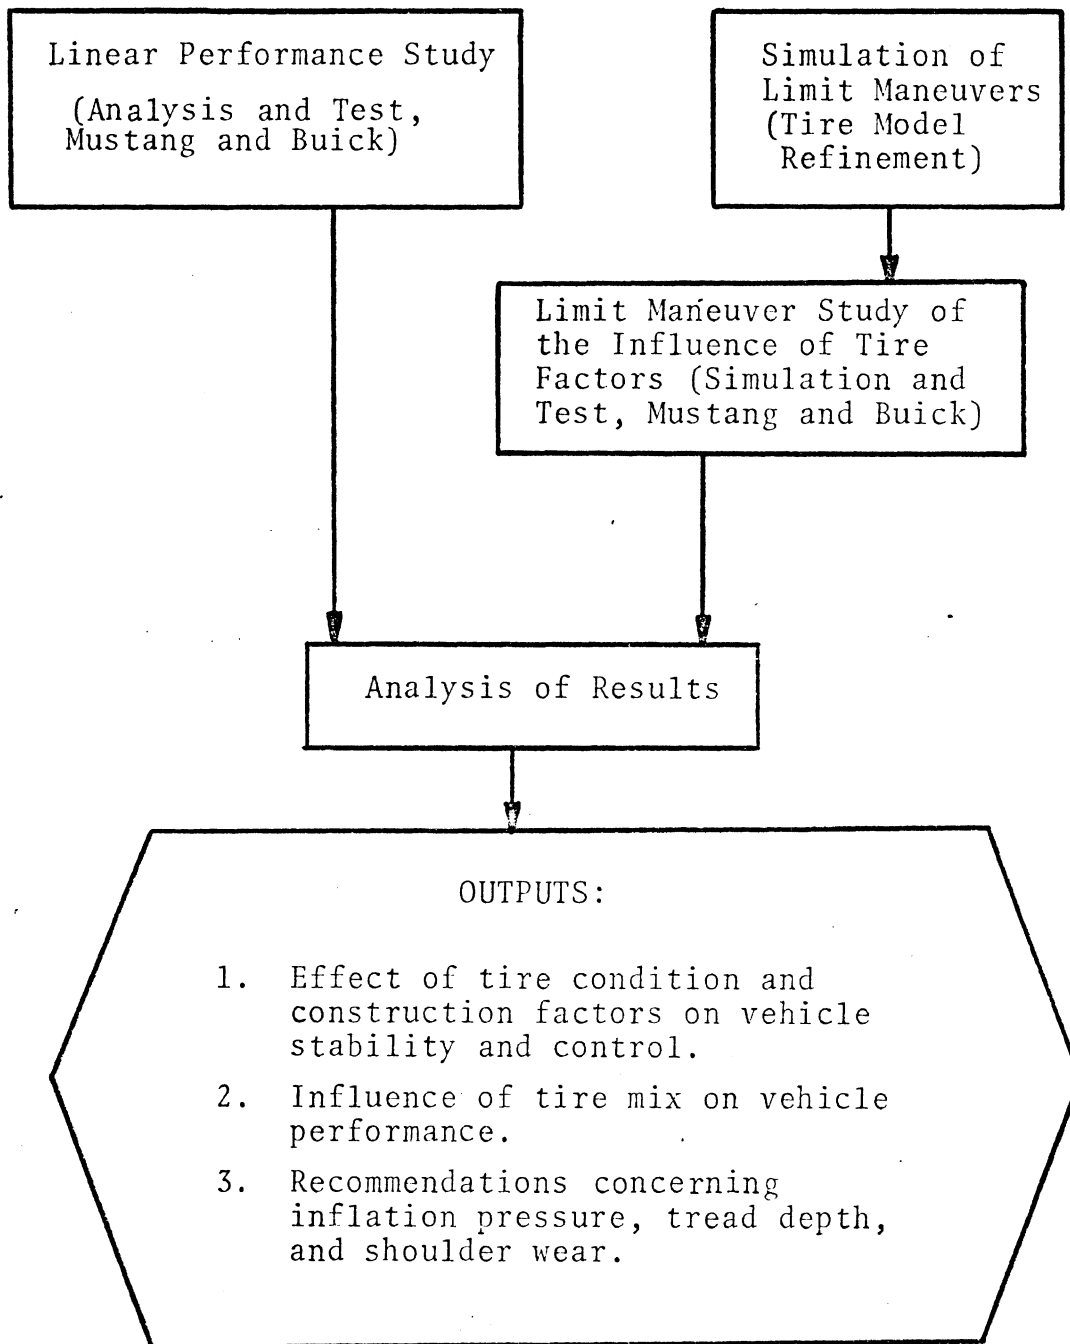 Linear Performance Study
(Analysis and Test,
Mustang and Buick)
Simulation of
Limit Maneuvers
(Tire Model
Refinement)
Limit Maneuver Study of
the Influence of Tire
Factors (Simulation and
Test, Mustang and Buick)
Analysis of Results
OUTPUTS:
1. Effect of tire condition and
construction factors on vehicle
stability and control.
2. Influence of tire mix on vehicle
performance.
3. Recommendations concerning
inflation pressure, tread depth,
and shoulder wear.